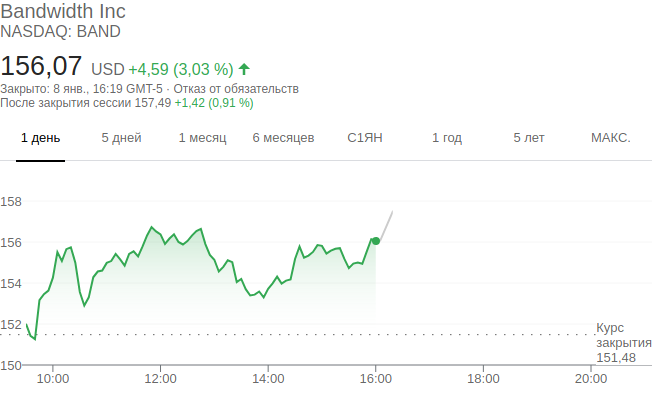 Bandwidth Inc
NASDAQ: BAND
156,07 USD +4,59 (3,03 %)
Закрыто: 8 янв., 16:19 GMT-5 · Отказ от обязательств
После закрытия сессии 157,49 +1,42 (0,91 %)
1 день 5 дней 1 месяц 6 месяцев С1ЯН 1 год 5 лет МАКС.
158
156
154
152
Курс
закрытия
151,48
150
10:00 12:00 14:00 16:00 18:00 20:00